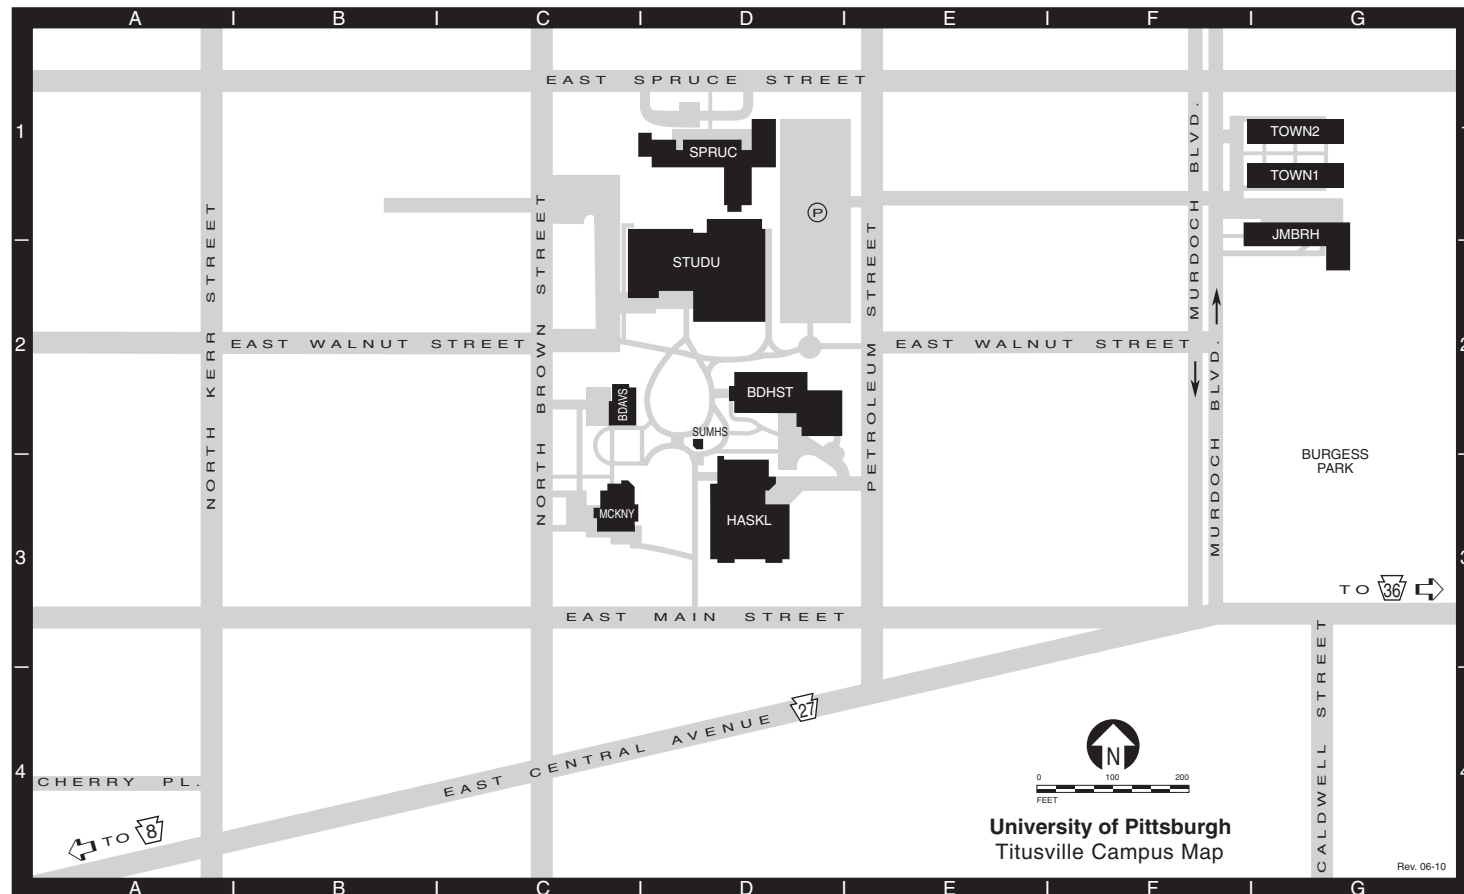 A I B I C I D I E I F I G
EAST SPRUCE STREET
1
TOWN2
SPRUC
TOWN1
P
JMBRH
STUDU
NORTH KERR STREET
NORTH BROWN STREET
PETROLEUM STREET
MURDOCH BLVD.
MURDOCH BLVD.
2
EAST WALNUT STREET
EAST WALNUT STREET
2
BDHST
BDAVS
SUMHS
BURGESS
PARK
MCKNY
HASKL
3
3
TO 36
EAST MAIN STREET
CALDWELL STREET
27
EAST CENTRAL AVENUE
N
4
4
CHERRY PL.
0 100 200
FEET
TO 8
University of Pittsburgh
Titusville Campus Map
Rev. 06-10
A I B I C I D I E I F I G